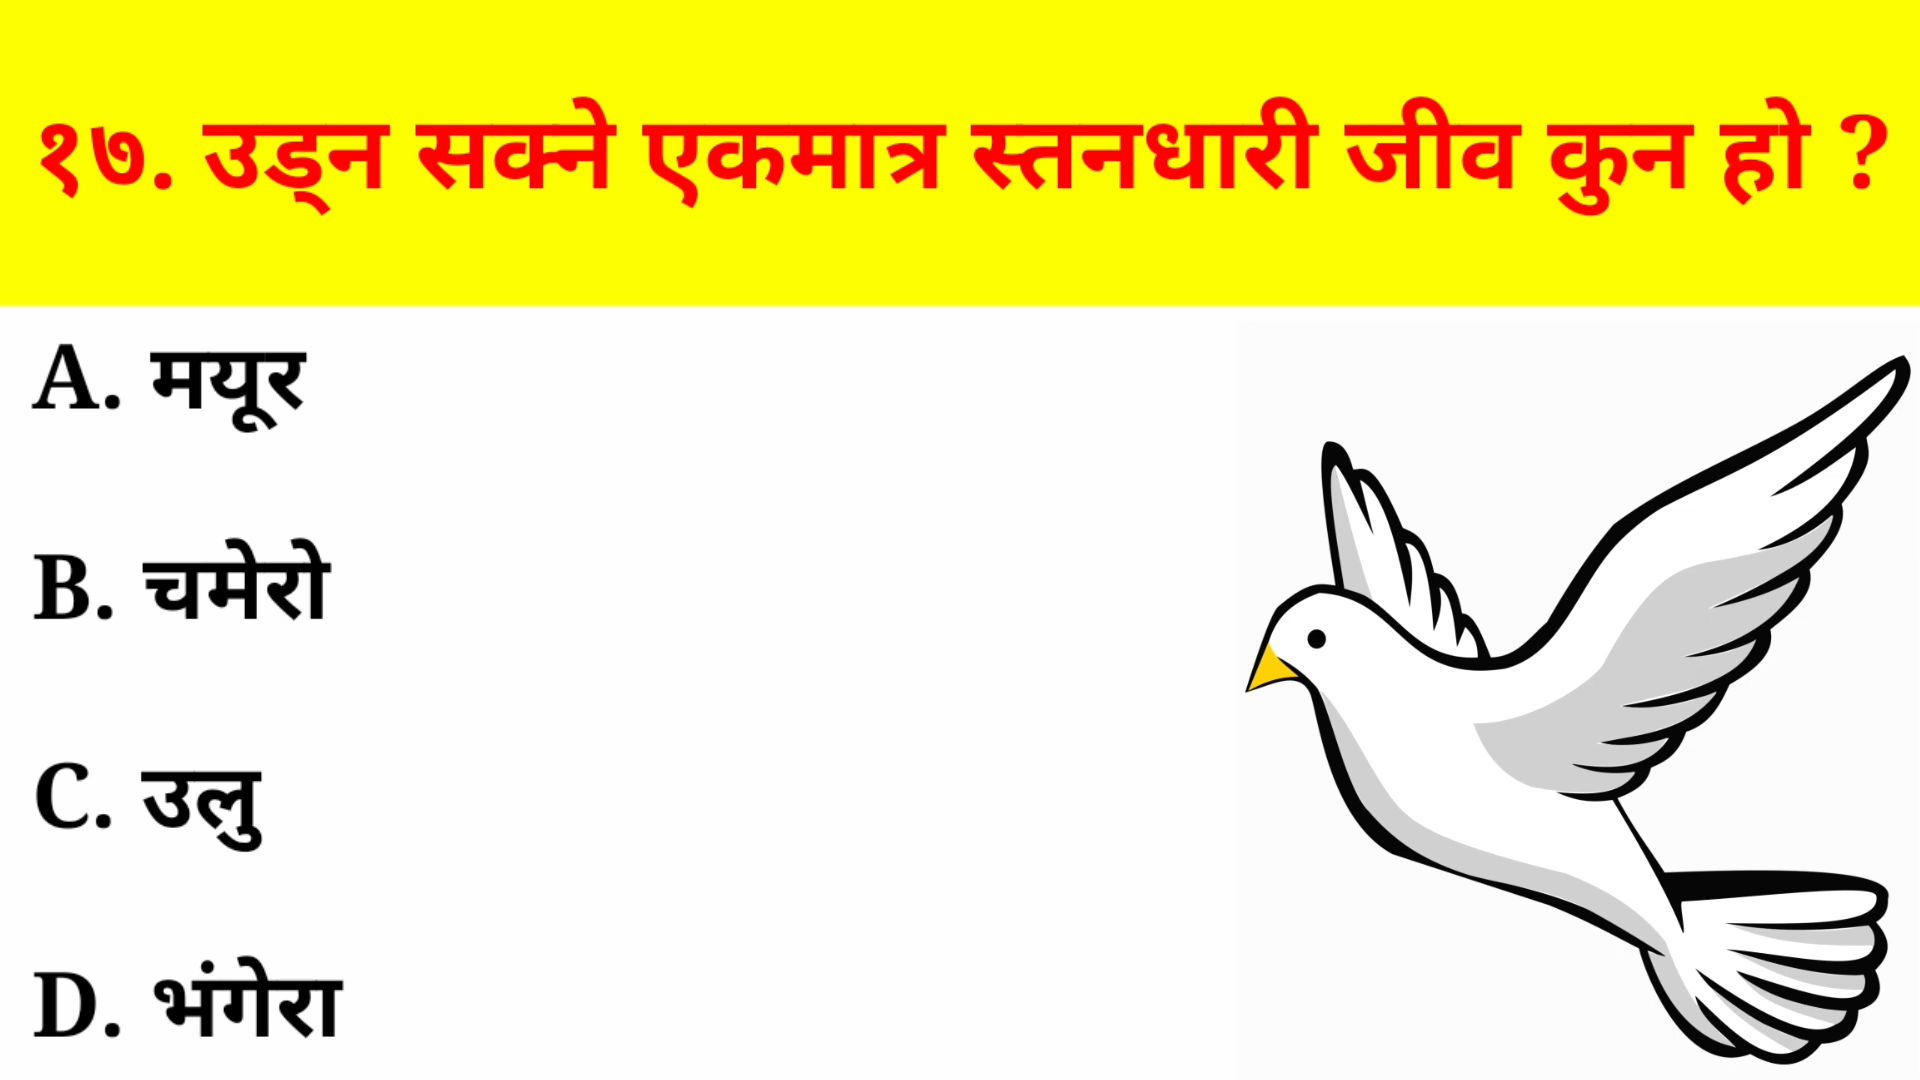 १७. उड्न सक्ने एकमात्र स्तनधारी जीव कुन हो ?
A. मयूर
B. चमेरो
C. उलु
D. भंगेरा